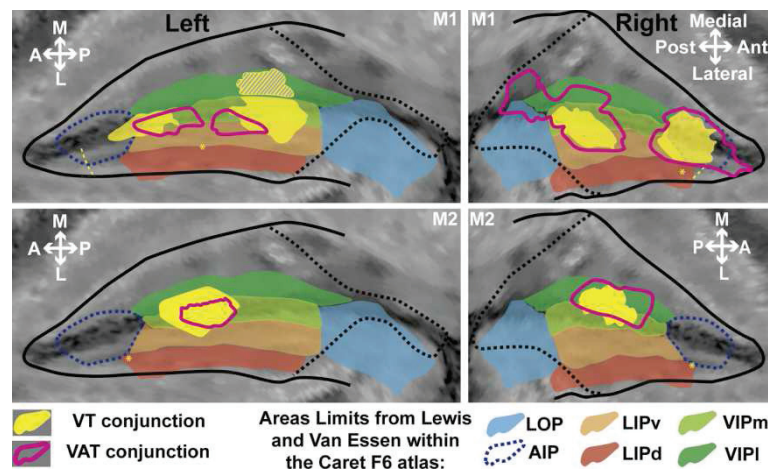 Left
M1
M
A P
L
M1
Right
Medial
Post Ant
Lateral
M2
M
A P
L
M2
M
P A
L
VT conjunction
VAT conjunction
Areas Limits from Lewis
and Van Essen within
the Caret F6 atlas:
LOP
AIP
LIPv
LIPd
VIPm
VIPl